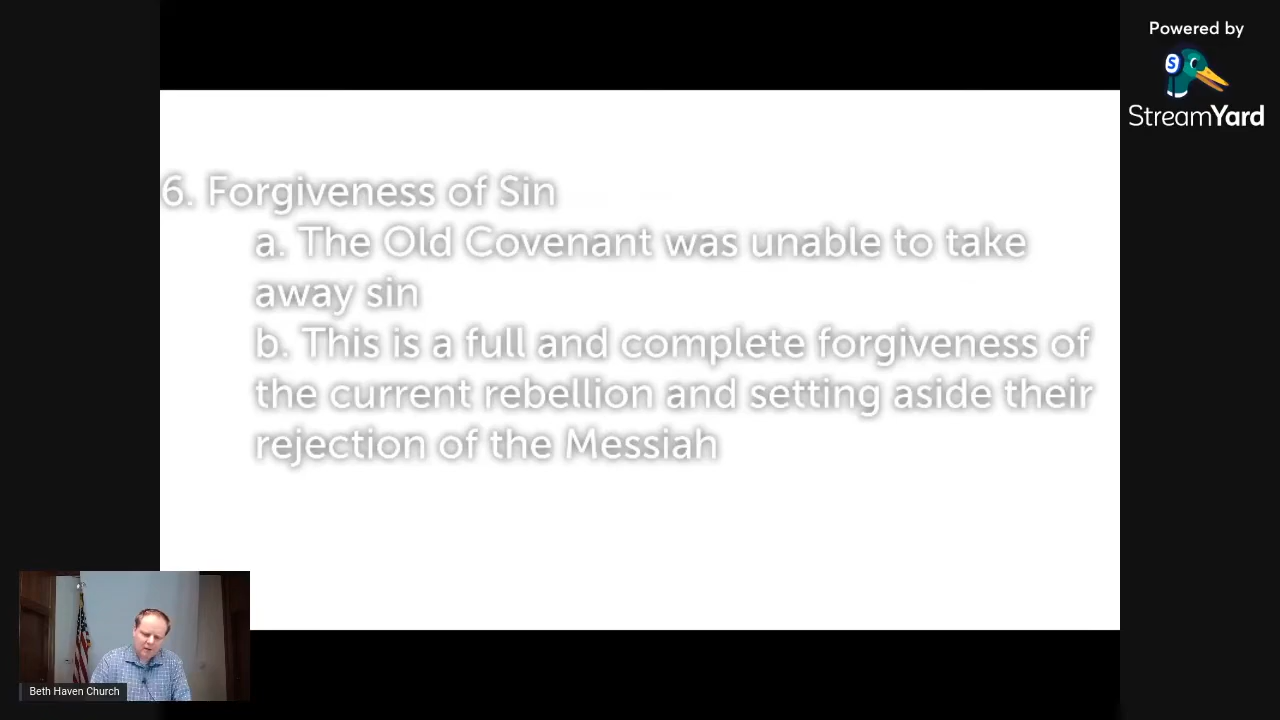 Powered by
S
StreamYard
6. Forgiveness of Sin
a. The Old Covenant was unable to take
away sin
b. This is a full and complete forgiveness of
the current rebellion and setting aside their
rejection of the Messiah
Beth Haven Church